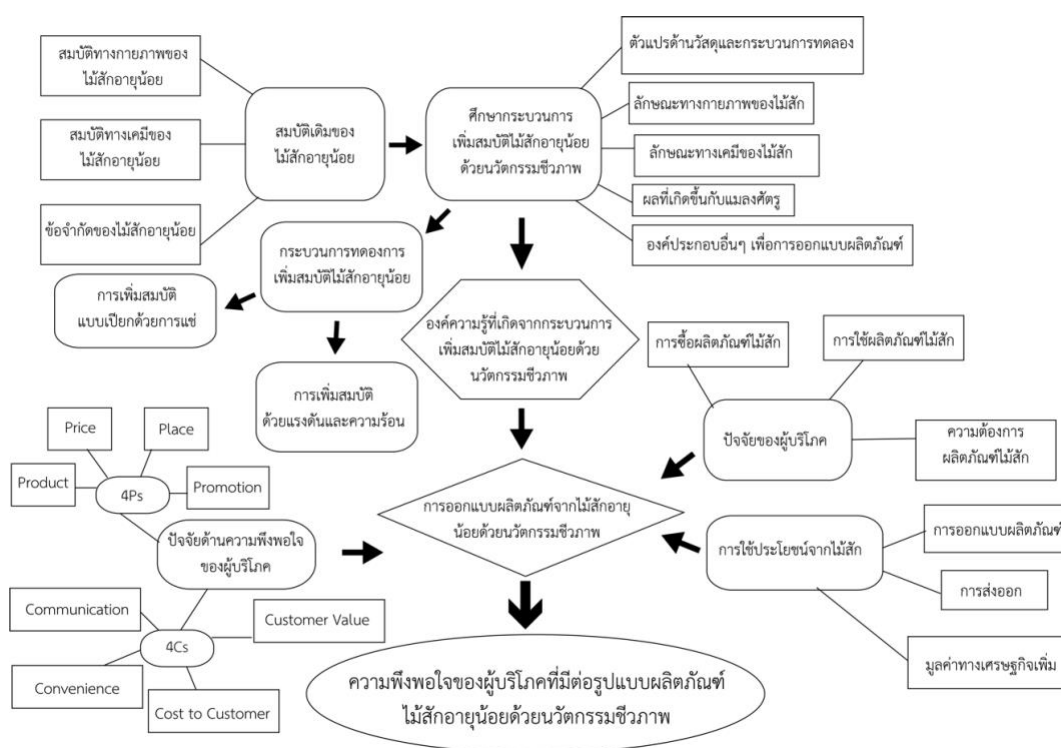 ตัวแปรด้านวัสดุและกระบวนการทดลอง
สมบัติทางกายภาพของ
ไม้สักอายุน้อย
สมบัติทางเคมีของ
ไม้สักอายุน้อย
ข้อจำกัดของไม้สักอายุน้อย
สมบัติเดิมของ
ไม้สักอายุน้อย
ศึกษากระบวนการ
เพิ่มสมบัติไม้สักอายุน้อย
ด้วยนวัตกรรมชีวภาพ
ลักษณะทางกายภาพของไม้สัก
ลักษณะทางเคมีของไม้สัก
ผลที่เกิดขึ้นกับแมลงศัตรู
องค์ประกอบอื่นๆ เพื่อการออกแบบผลิตภัณฑ์
กระบวนการทดองการ
เพิ่มสมบัติไม้สักอายุน้อย
การเพิ่มสมบัติ
แบบเปียกด้วยการแช่
การเพิ่มสมบัติ
ด้วยแรงดันและความร้อน
องค์ความรู้ที่เกิดจากกระบวนการ
เพิ่มสมบัติไม้สักอายุน้อยด้วย
นวัตกรรมชีวภาพ
การซื้อผลิตภัณฑ์ไม้สัก
การใช้ผลิตภัณฑ์ไม้สัก
ปัจจัยของผู้บริโภค
ความต้องการ
ผลิตภัณฑ์ไม้สัก
Price
Place
Product
4Ps
Promotion
ปัจจัยด้านความพึงพอใจ
ของผู้บริโภค
การออกแบบผลิตภัณฑ์จากไม้สักอายุ
น้อยด้วยนวัตกรรมชีวภาพ
การใช้ประโยชน์จากไม้สัก
การออกแบบผลิตภัณฑ์
การส่งออก
มูลค่าทางเศรษฐกิจเพิ่ม
Communication
Customer Value
4Cs
Convenience
Cost to Customer
ความพึงพอใจของผู้บริโภคที่มีต่อรูปแบบผลิตภัณฑ์
ไม้สักอายุน้อยด้วยนวัตกรรมชีวภาพ